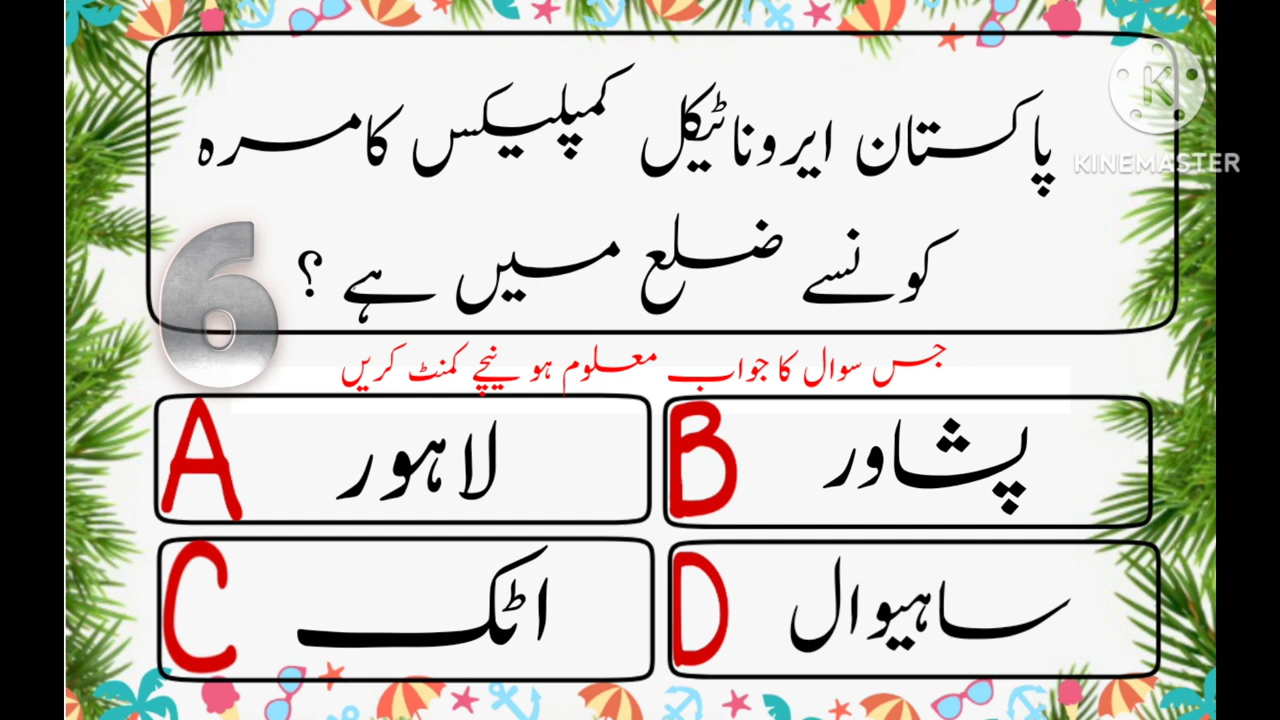 پاکستان ایروناٹیکل کمپلیکس کامرہ
کونسے ضلع میں ہے ؟
6
جس سوال کا جواب معلوم ہو نیچے کمنٹ کریں
A لاہور
B پشاور
C اٹک
D ساہیوال
K
KINEMASTER